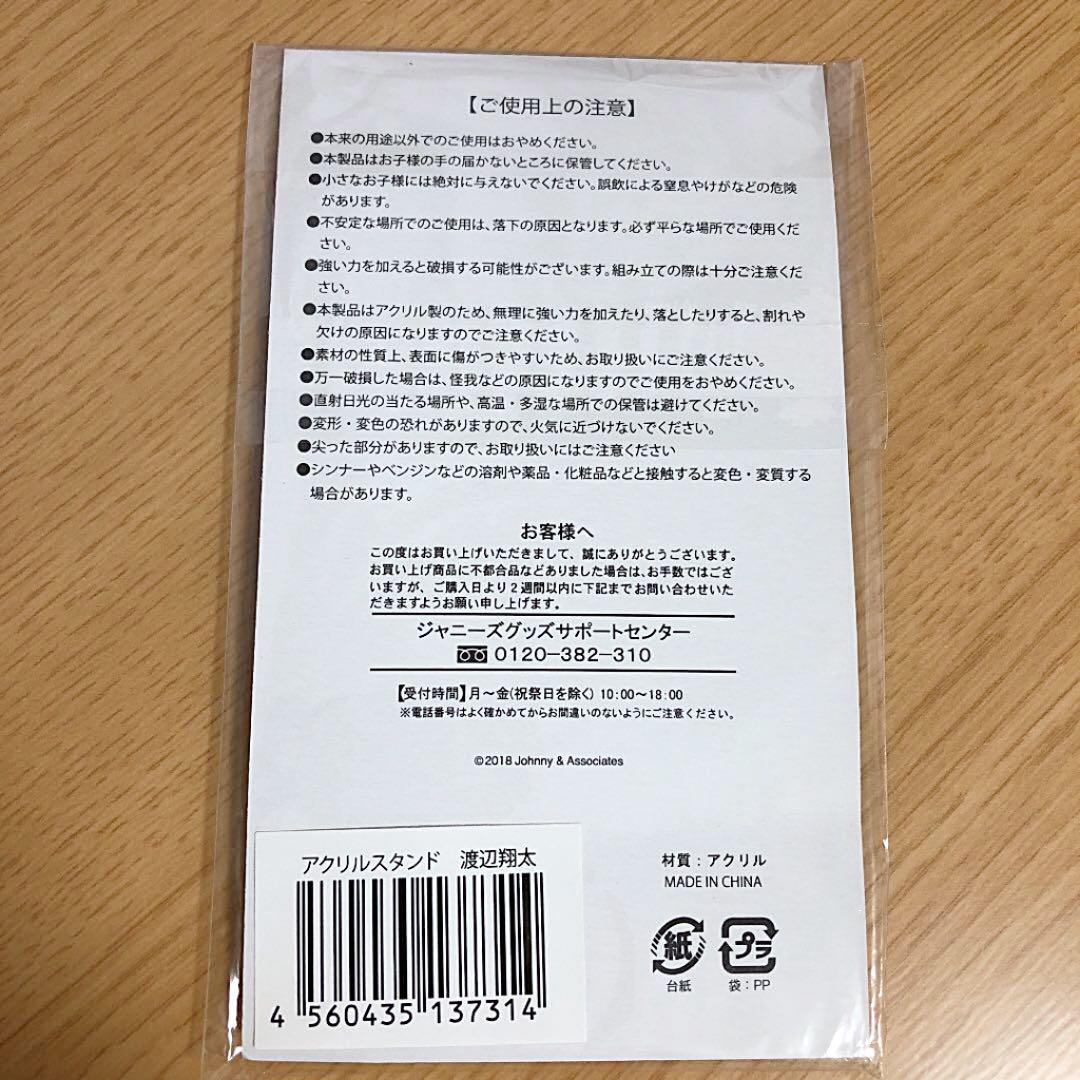 【ご使用上の注意】
●本来の用途以外でのご使用はおやめください。
●本製品はお子様の手の届かないところに保管してください。
●小さなお子様には絶対に与えないでください。誤飲による窒息やけがなどの危険
があります。
●不安定な場所でのご使用は、落下の原因となります。必ず平らな場所でご使用くだ
さい。
●強い力を加えると破損する可能性がございます。組み立ての際は十分ご注意くだ
さい。
●本製品はアクリル製のため、無理に強い力を加えたり、落としたりすると、割れや
欠けの原因になりますのでご注意ください。
●素材の性質上、表面に傷がつきやすいため、お取り扱いにご注意ください。
●万一破損した場合は、怪我などの原因になりますのでご使用をおやめください。
●直射日光の当たる場所や、高温・多湿な場所での保管は避けてください。
●変形・変色の恐れがありますので、火気に近づけないでください。
●尖った部分がありますので、お取り扱いにはご注意ください
●シンナーやベンジンなどの溶剤や薬品・化粧品などと接触すると変色・変質する
場合があります。
お客様へ
この度はお買い上げいただきまして、誠にありがとうございます。
お買い上げ商品に不都合品などありました場合は、お手数ではござ
いますが、ご購入日より2週間以内に下記までお問い合わせいた
だきますようお願い申し上げます。
ジャニーズグッズサポートセンター
0120-382-310
【受付時間】月～金(祝祭日を除く) 10:00～18:00
※電話番号はよく確かめてからお間違いのないようにご注意ください。
©2018 Johnny & Associates
アクリルスタンド 渡辺翔太
4 560435 137314
材質：アクリル
MADE IN CHINA
紙
プラ
台紙
袋：PP